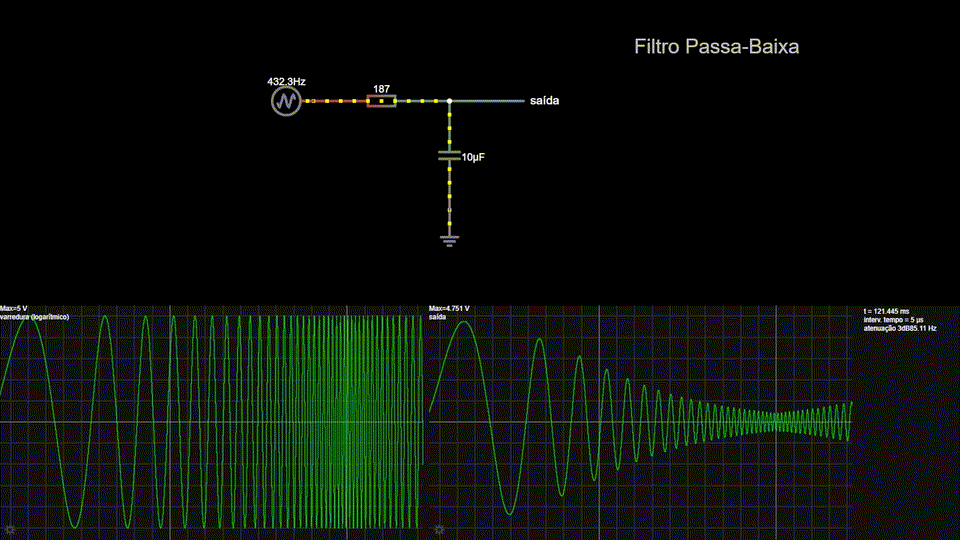 Filtro Passa-Baixa
432.3Hz
187
saída
10µF
Max=5 V
varredura (logarítmico)
Max=4.751 V
saída
t = 121.445 ms
interv. tempo = 5 µs
atenuação 3dB85.11 Hz